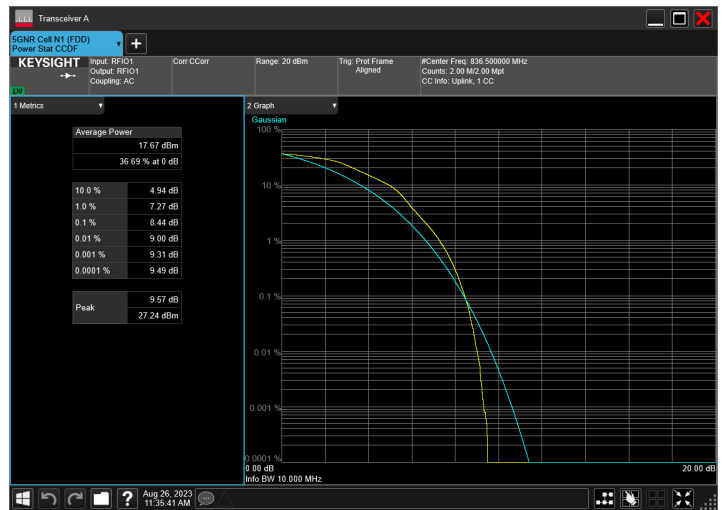 Transceiver A
5GNR Cell N1 (FDD)
Power Stat CCDF
KEYSIGHT
Input: RFIO1
Output: RFIO1
Coupling: AC
Corr CCorr
Range: 20 dBm
Trig: Prot Frame
Aligned
#Center Freq: 836.500000 MHz
Counts: 2.00 M/2.00 Mpt
CC Info: Uplink, 1 CC
1 Metrics
Average Power
17.67 dBm
36.69 % at 0 dB
10.0 % 4.94 dB
1.0 % 7.27 dB
0.1 % 8.44 dB
0.01 % 9.00 dB
0.001 % 9.31 dB
0.0001 % 9.49 dB
Peak
9.57 dB
27.24 dBm
2 Graph
Gaussian
100 %
10 %
1 %
0.1 %
0.01 %
0.001 %
0.0001 %
0.00 dB
20.00 dB
Info BW 10.000 MHz
Aug 26, 2023
11:35:41 AM